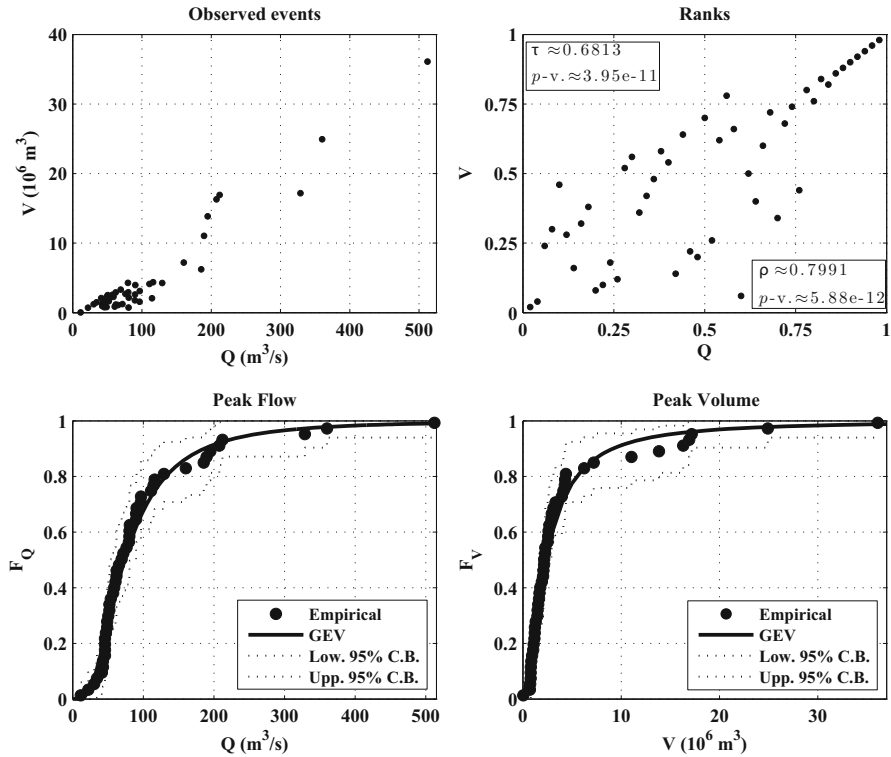 Observed events
40
30
20
10
0
0 100 200 300 400 500
V (10⁶ m³)
Q (m³/s)
Ranks
τ ≈0.6813
p-v.≈3.95e-11
ρ ≈0.7991
p-v.≈5.88e-12
1
0.75
0.5
0.25
0
0 0.25 0.5 0.75 1
V
Q
Peak Flow
1
0.8
0.6
0.4
0.2
0
0 100 200 300 400 500
F_Q
Q (m³/s)
Empirical
GEV
Low. 95% C.B.
Upp. 95% C.B.
Peak Volume
1
0.8
0.6
0.4
0.2
0
0 10 20 30
F_V
V (10⁶ m³)
Empirical
GEV
Low. 95% C.B.
Upp. 95% C.B.